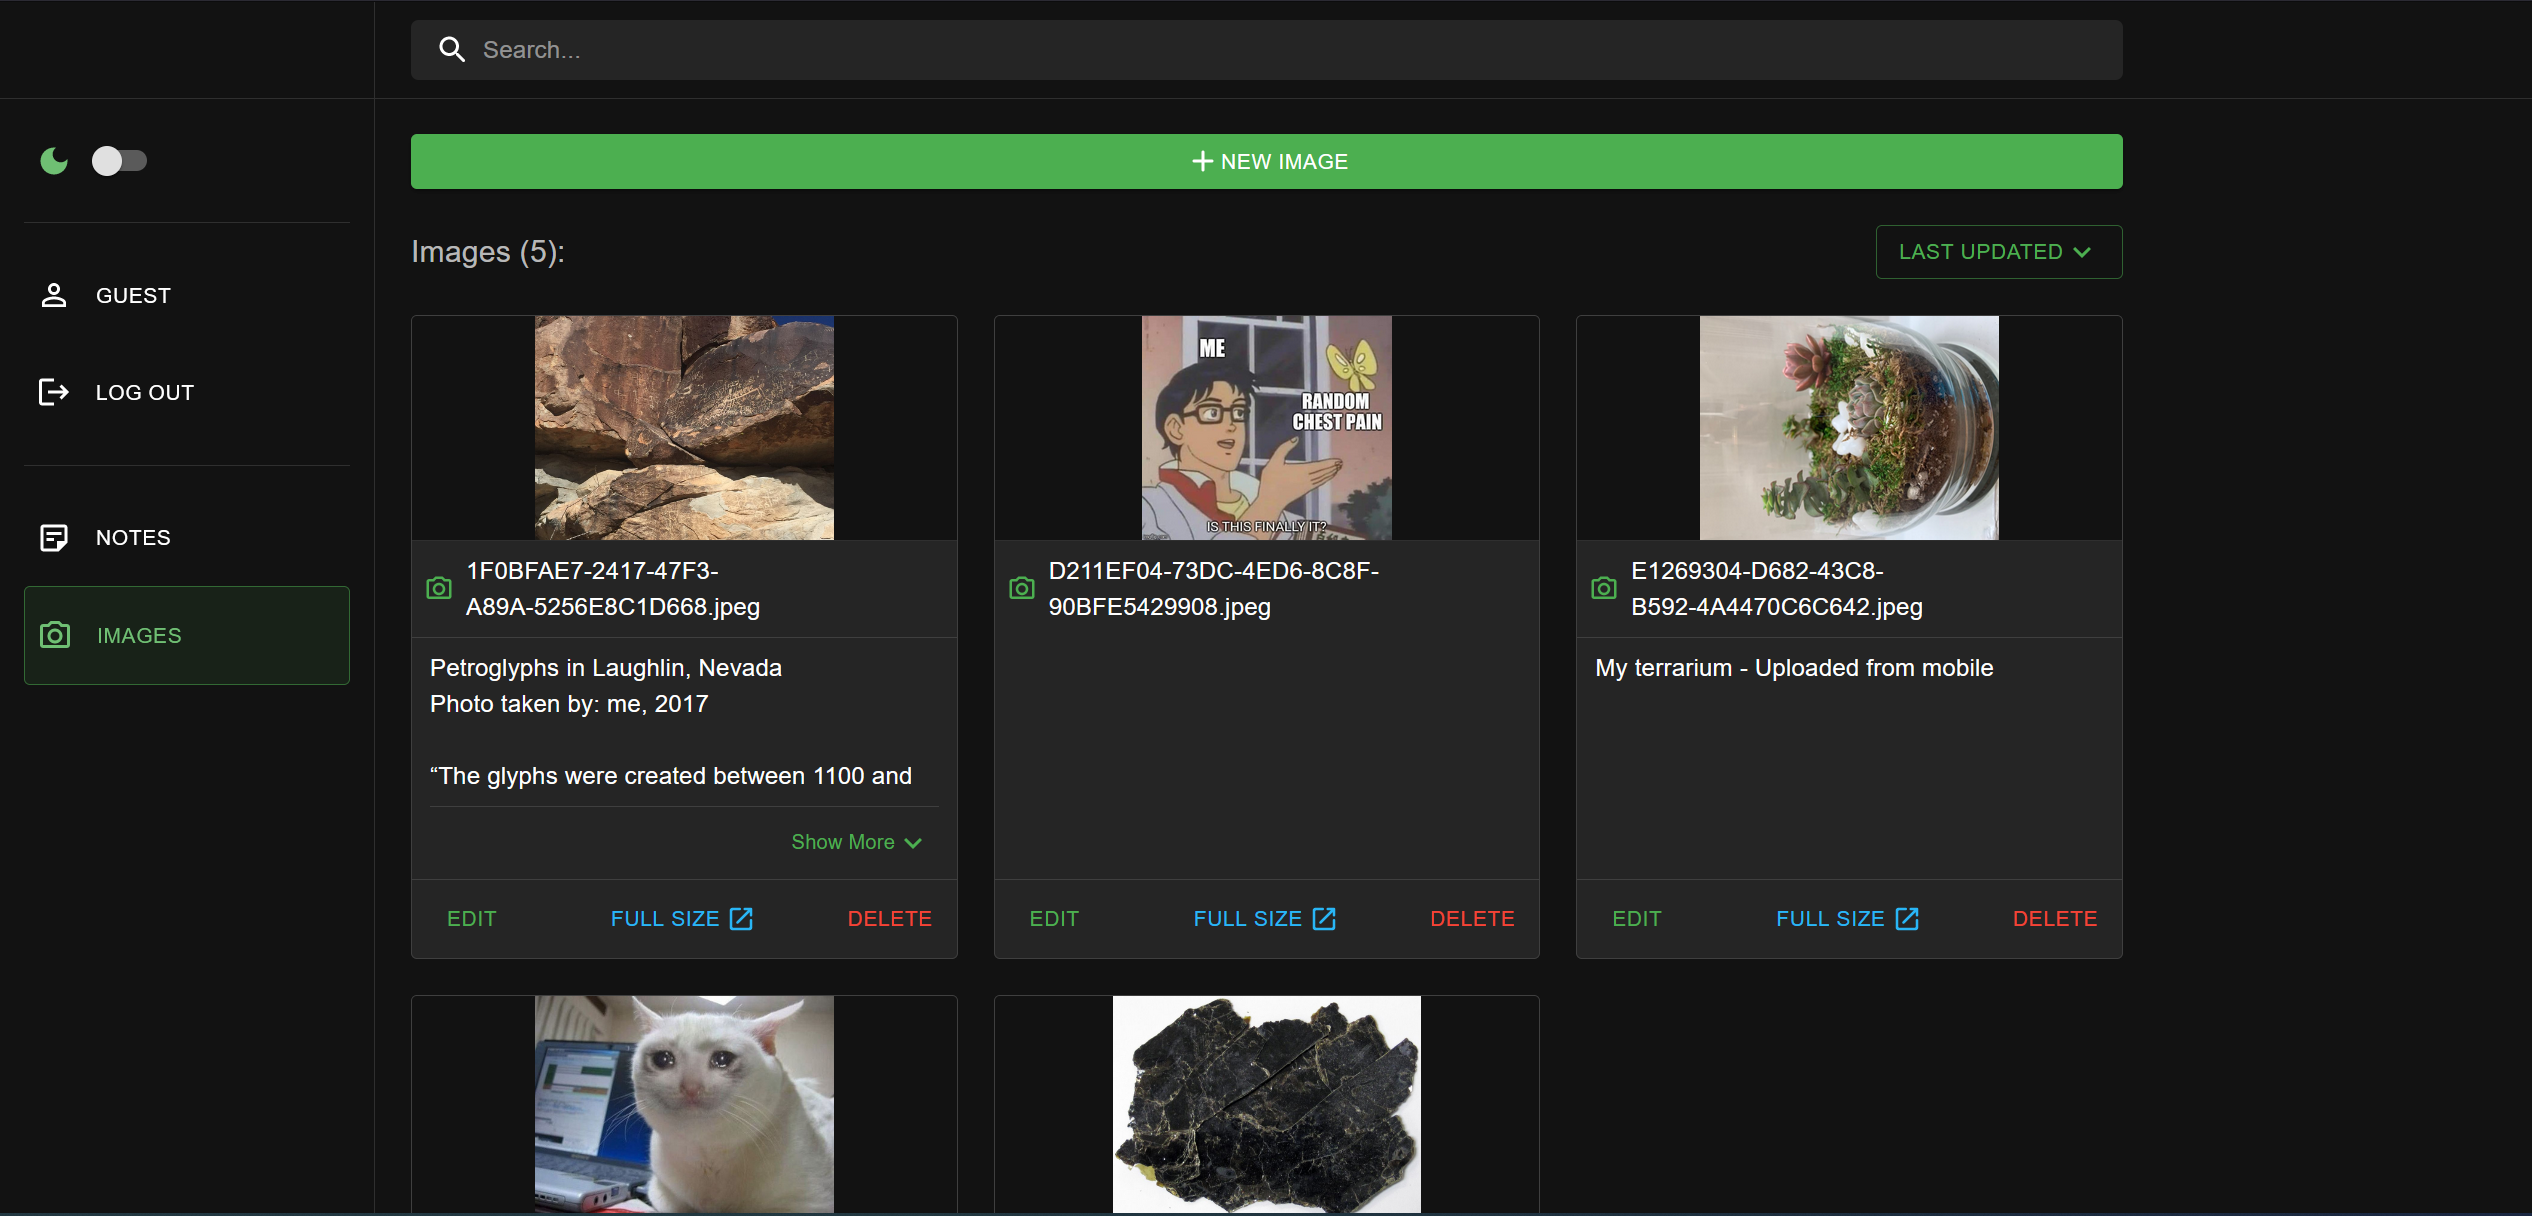 Search...
NEW IMAGE
Images (5):
LAST UPDATED
GUEST
LOG OUT
NOTES
IMAGES
ME
RANDOM
CHEST PAIN
IS THIS FINALLY IT?
1F0BFAE7-2417-47F3-
A89A-5256E8C1D668.jpeg
Petroglyphs in Laughlin, Nevada
Photo taken by: me, 2017
“The glyphs were created between 1100 and
Show More
EDIT
FULL SIZE
DELETE
D211EF04-73DC-4ED6-8C8F-
90BFE5429908.jpeg
EDIT
FULL SIZE
DELETE
E1269304-D682-43C8-
B592-4A4470C6C642.jpeg
My terrarium - Uploaded from mobile
EDIT
FULL SIZE
DELETE